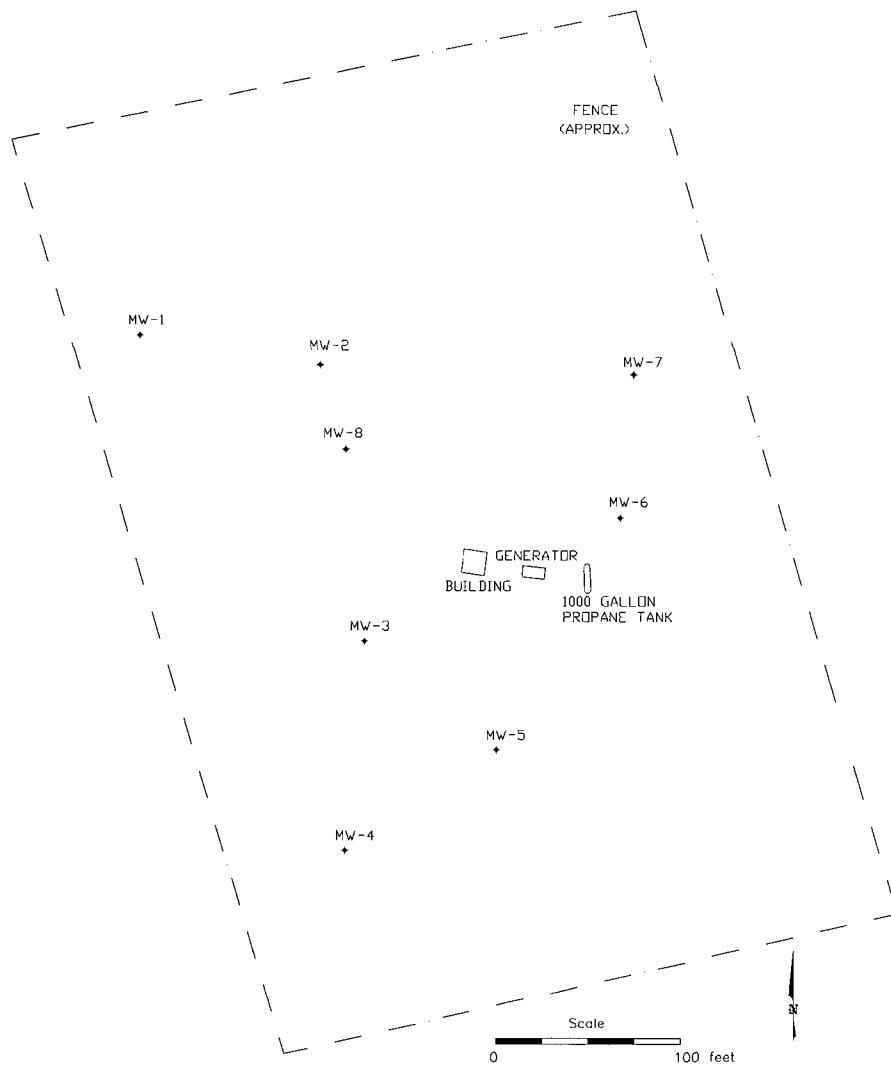 FENCE
(APPROX.)
MW-1
MW-2
MW-7
MW-8
MW-6
GENERATOR
BUILDING
1000 GALLON
PROPANE TANK
MW-3
MW-5
MW-4
N
Scale
0 100 feet